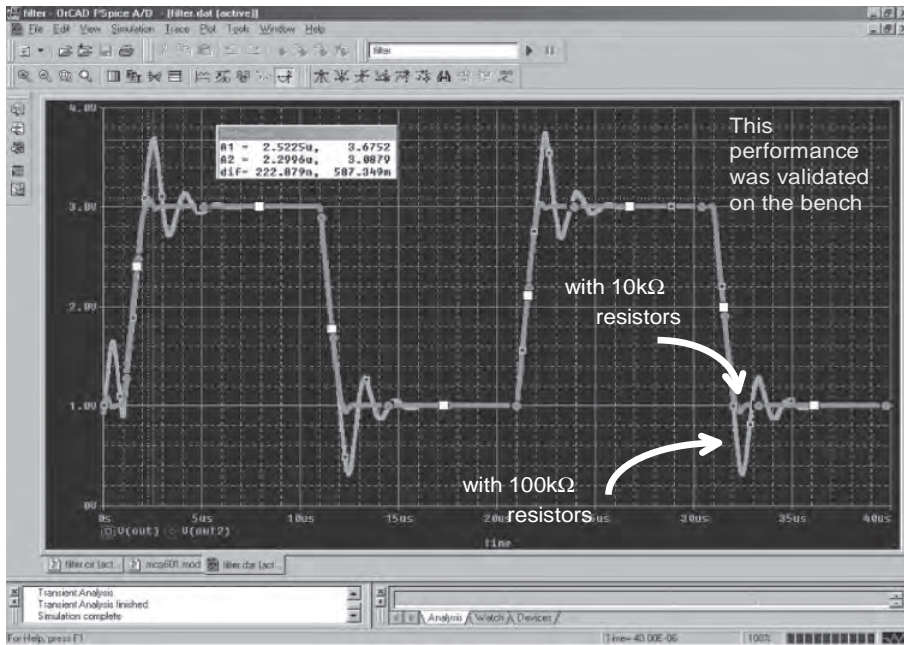 filter - OrCAD PSpice A/D - [filter.dat (active)]
File Edit View Simulation Trace Plot Tools Window Help
filter
4.0V
3.0V
2.0V
1.0V
0V
A1 = 2.5225u, 3.6752
A2 = 2.2996u, 3.0879
dif= 222.879n, 587.349m
This
performance
was validated
on the bench
with 10kΩ
resistors
with 100kΩ
resistors
0s 5us 10us 15us 20us 25us 30us 35us 40us
V(out) V(out2)
Time
filter.cir (act... mcp601.mod filter.dat (act...
Transient Analysis
Transient Analysis finished
Simulation complete
Analysis Watch Devices
For Help, press F1
Time= 40.00E-06 100%